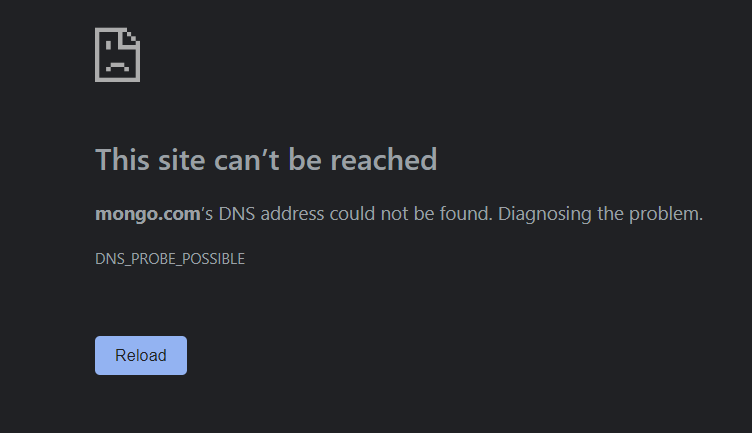 This site can’t be reached
mongo.com’s DNS address could not be found. Diagnosing the problem.
DNS_PROBE_POSSIBLE
Reload